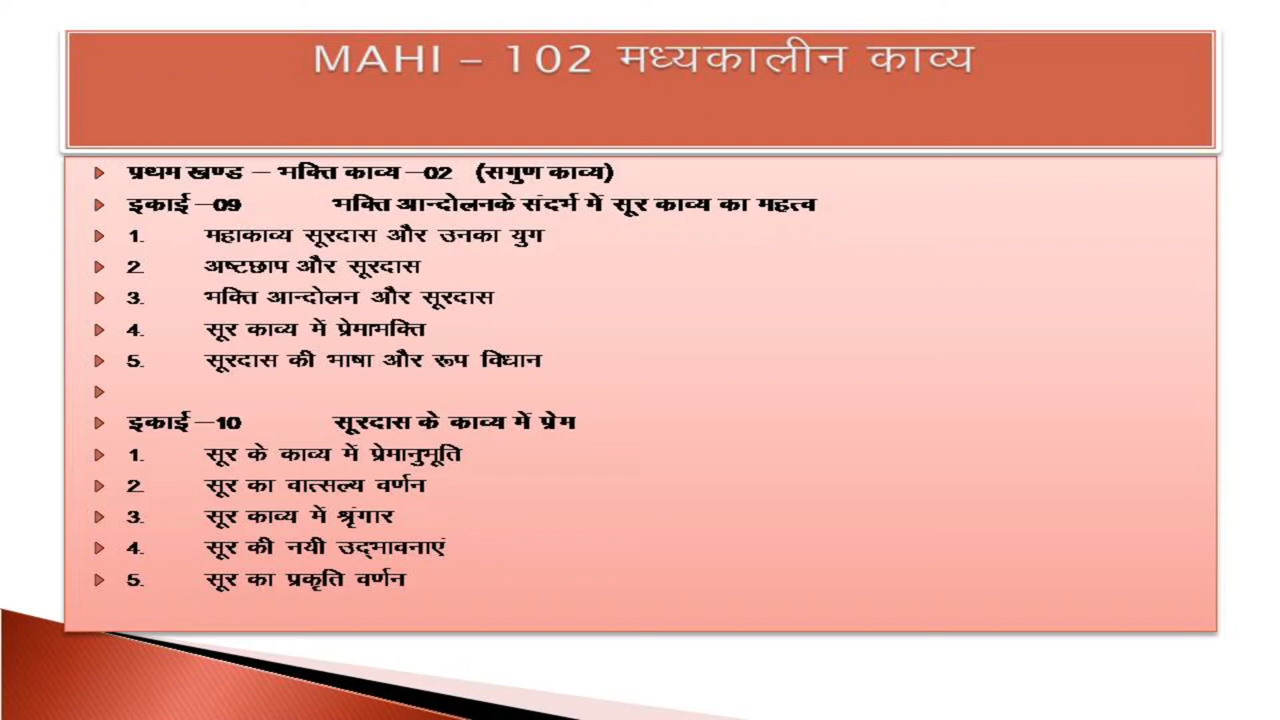 MAHI – 102 मध्यकालीन काव्य
प्रथम खण्ड – भक्ति काव्य –02 (सगुण काव्य)
इकाई –09 भक्ति आन्दोलनके संदर्भ में सूर काव्य का महत्व
1. महाकाव्य सूरदास और उनका युग
2. अष्टछाप और सूरदास
3. भक्ति आन्दोलन और सूरदास
4. सूर काव्य में प्रेमाभक्ति
5. सूरदास की भाषा और रूप विधान
इकाई –10 सूरदास के काव्य में प्रेम
1. सूर के काव्य में प्रेमानुभूति
2. सूर का वात्सल्य वर्णन
3. सूर काव्य में श्रृंगार
4. सूर की नयी उद्भावनाएं
5. सूर का प्रकृति वर्णन